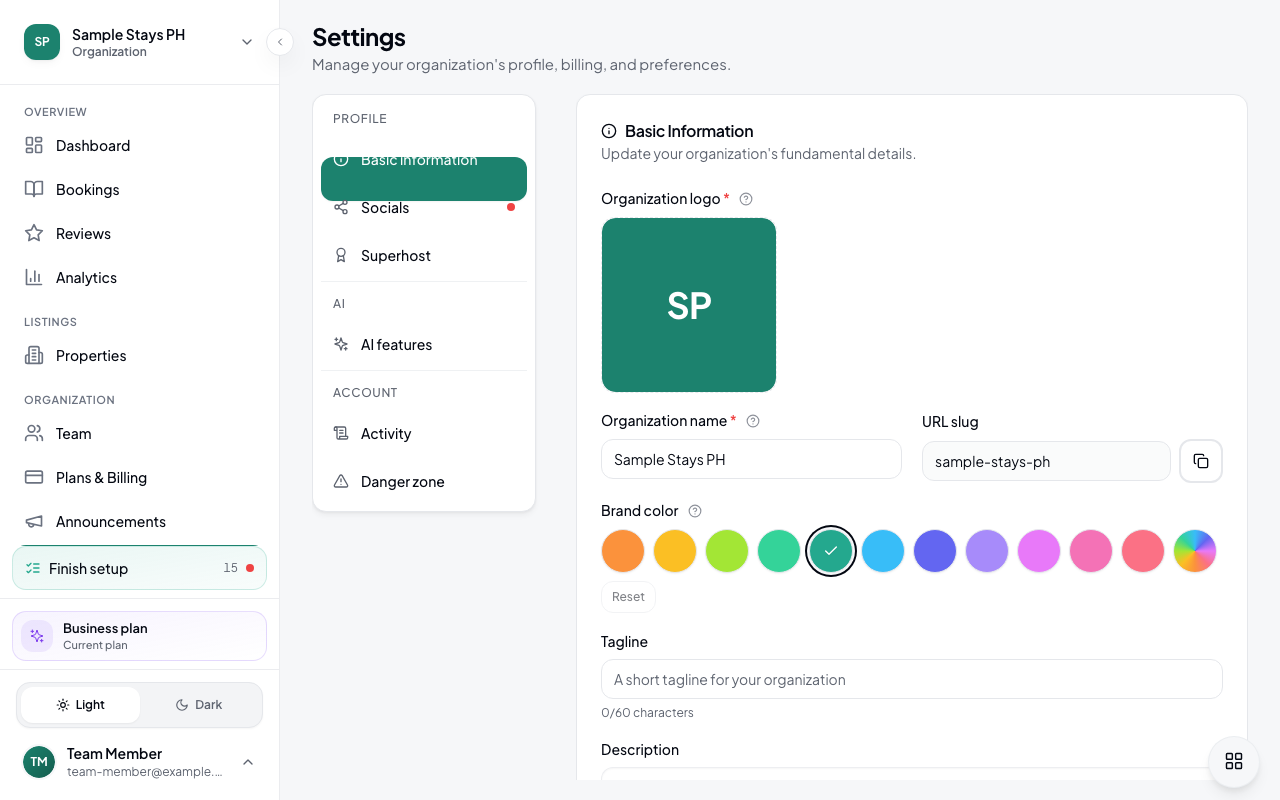 SP
Sample Stays PH
Organization
OVERVIEW
Dashboard
Bookings
Reviews
Analytics
LISTINGS
Properties
ORGANIZATION
Team
Plans & Billing
Announcements
Finish setup 15
Business plan
Current plan
Light Dark
TM
Team Member
team-member@example....
Settings
Manage your organization's profile, billing, and preferences.
PROFILE
Basic Information
Socials
Superhost
AI
AI features
ACCOUNT
Activity
Danger zone
Basic Information
Update your organization's fundamental details.
Organization logo *
SP
Organization name *
Sample Stays PH
URL slug
sample-stays-ph
Brand color
Reset
Tagline
A short tagline for your organization
0/60 characters
Description